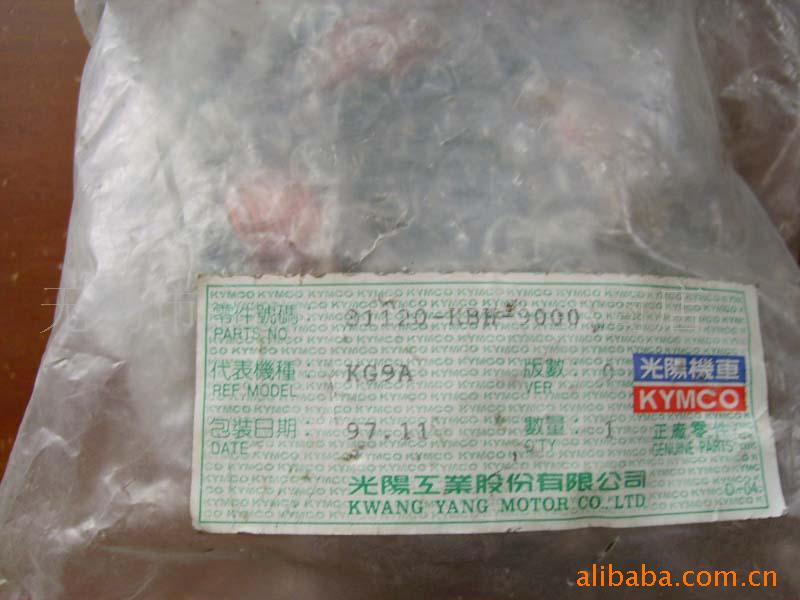 零件號碼： 31120-KBN-9000
PARTS NO.
代表機種： KG9A 版數： 0
REF.MODEL VER
光陽機車
KYMCO
包裝日期： 97.11 數量： 1
DATE Q'TY
正廠零件
GENUINE PARTS
光陽工業股份有限公司
KWANG YANG MOTOR CO., LTD.
alibaba.com.cn